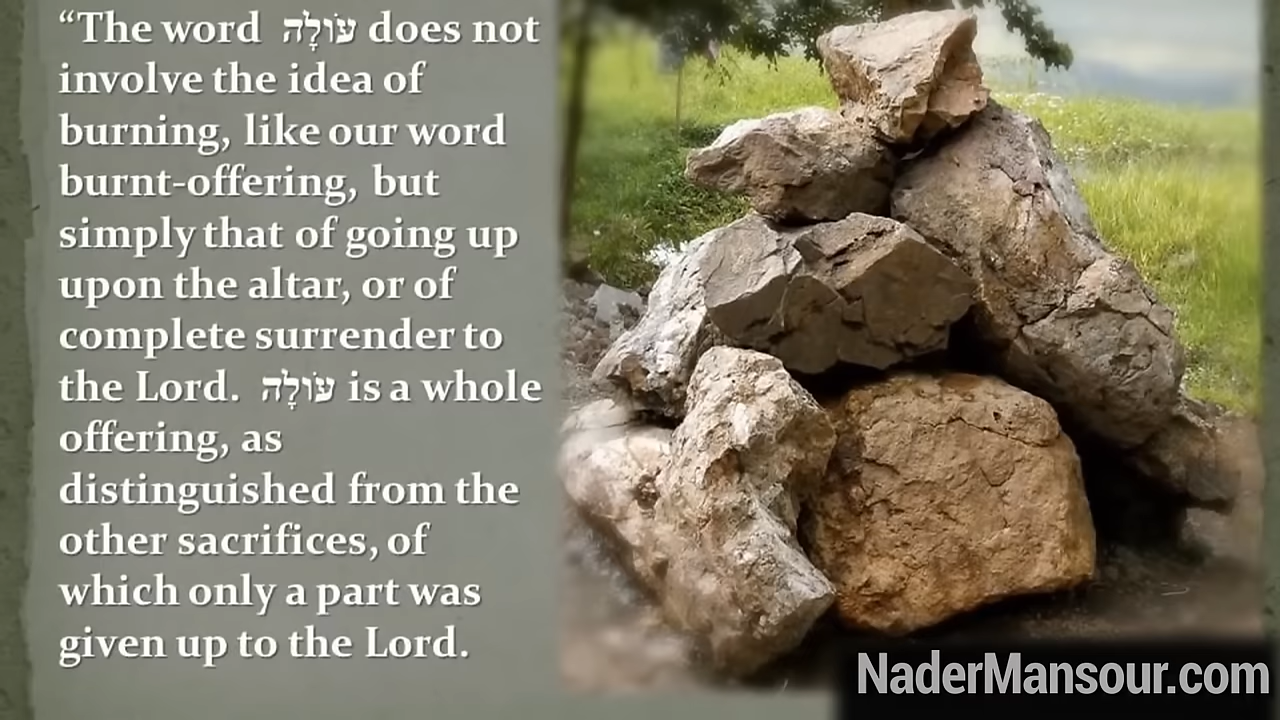 “The word עוֹלָה does not
involve the idea of
burning, like our word
burnt-offering, but
simply that of going up
upon the altar, or of
complete surrender to
the Lord. עוֹלָה is a whole
offering, as
distinguished from the
other sacrifices, of
which only a part was
given up to the Lord.
NaderMansour.com